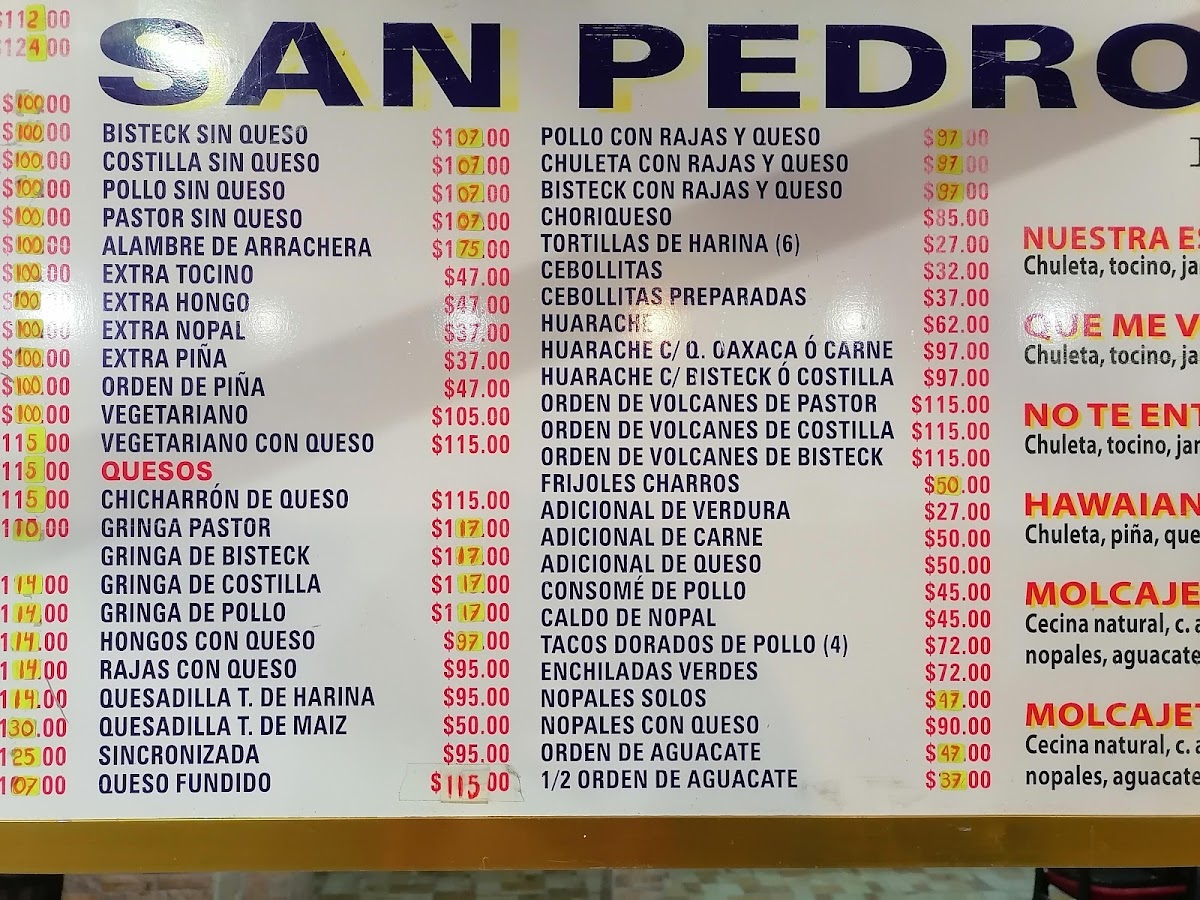 $112.00
$124.00
$100.00
$100.00
$100.00
$100.00
$100.00
$100.00
$100.00
$100.00
$100.00
$100.00
$100.00
$100.00
115.00
115.00
115.00
110.00
114.00
114.00
114.00
114.00
114.00
130.00
125.00
107.00
SAN PEDRO
BISTECK SIN QUESO $107.00
COSTILLA SIN QUESO $107.00
POLLO SIN QUESO $107.00
PASTOR SIN QUESO $107.00
ALAMBRE DE ARRACHERA $175.00
EXTRA TOCINO $47.00
EXTRA HONGO $47.00
EXTRA NOPAL $37.00
EXTRA PIÑA $37.00
ORDEN DE PIÑA $47.00
VEGETARIANO $105.00
VEGETARIANO CON QUESO $115.00
QUESOS
CHICHARRÓN DE QUESO $115.00
GRINGA PASTOR $117.00
GRINGA DE BISTECK $117.00
GRINGA DE COSTILLA $117.00
GRINGA DE POLLO $117.00
HONGOS CON QUESO $97.00
RAJAS CON QUESO $95.00
QUESADILLA T. DE HARINA $95.00
QUESADILLA T. DE MAIZ $50.00
SINCRONIZADA $95.00
QUESO FUNDIDO $115.00
POLLO CON RAJAS Y QUESO $97.00
CHULETA CON RAJAS Y QUESO $97.00
BISTECK CON RAJAS Y QUESO $97.00
CHORIQUESO $85.00
TORTILLAS DE HARINA (6) $27.00
CEBOLLITAS $32.00
CEBOLLITAS PREPARADAS $37.00
HUARACHE $62.00
HUARACHE C/ Q. OAXACA Ó CARNE $97.00
HUARACHE C/ BISTECK Ó COSTILLA $97.00
ORDEN DE VOLCANES DE PASTOR $115.00
ORDEN DE VOLCANES DE COSTILLA $115.00
ORDEN DE VOLCANES DE BISTECK $115.00
FRIJOLES CHARROS $50.00
ADICIONAL DE VERDURA $27.00
ADICIONAL DE CARNE $50.00
ADICIONAL DE QUESO $50.00
CONSOMÉ DE POLLO $45.00
CALDO DE NOPAL $45.00
TACOS DORADOS DE POLLO (4) $72.00
ENCHILADAS VERDES $72.00
NOPALES SOLOS $47.00
NOPALES CON QUESO $90.00
ORDEN DE AGUACATE $47.00
1/2 ORDEN DE AGUACATE $37.00
NUESTRA ES
Chuleta, tocino, ja
QUE ME V
Chuleta, tocino, ja
NO TE ENT
Chuleta, tocino, jar
HAWAIAN
Chuleta, piña, que
MOLCAJE
Cecina natural, c. a
nopales, aguacate
MOLCAJET
Cecina natural, c. a
nopales, aguacate